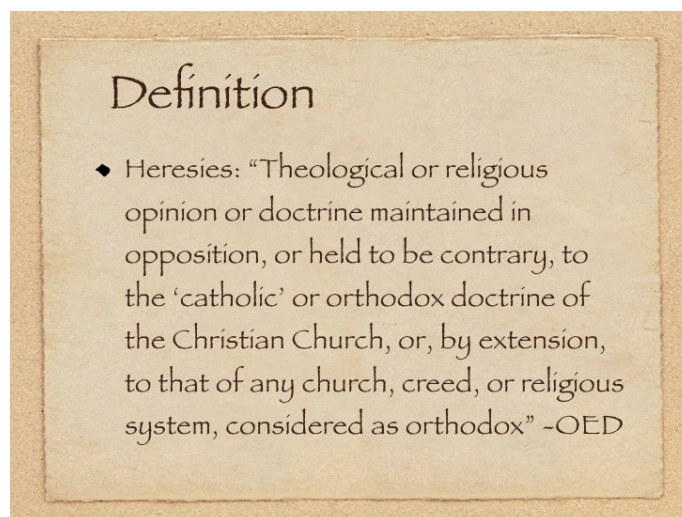 Definition
Heresies: “Theological or religious
opinion or doctrine maintained in
opposition, or held to be contrary, to
the ‘catholic’ or orthodox doctrine of
the Christian Church, or, by extension,
to that of any church, creed, or religious
system, considered as orthodox” -OED